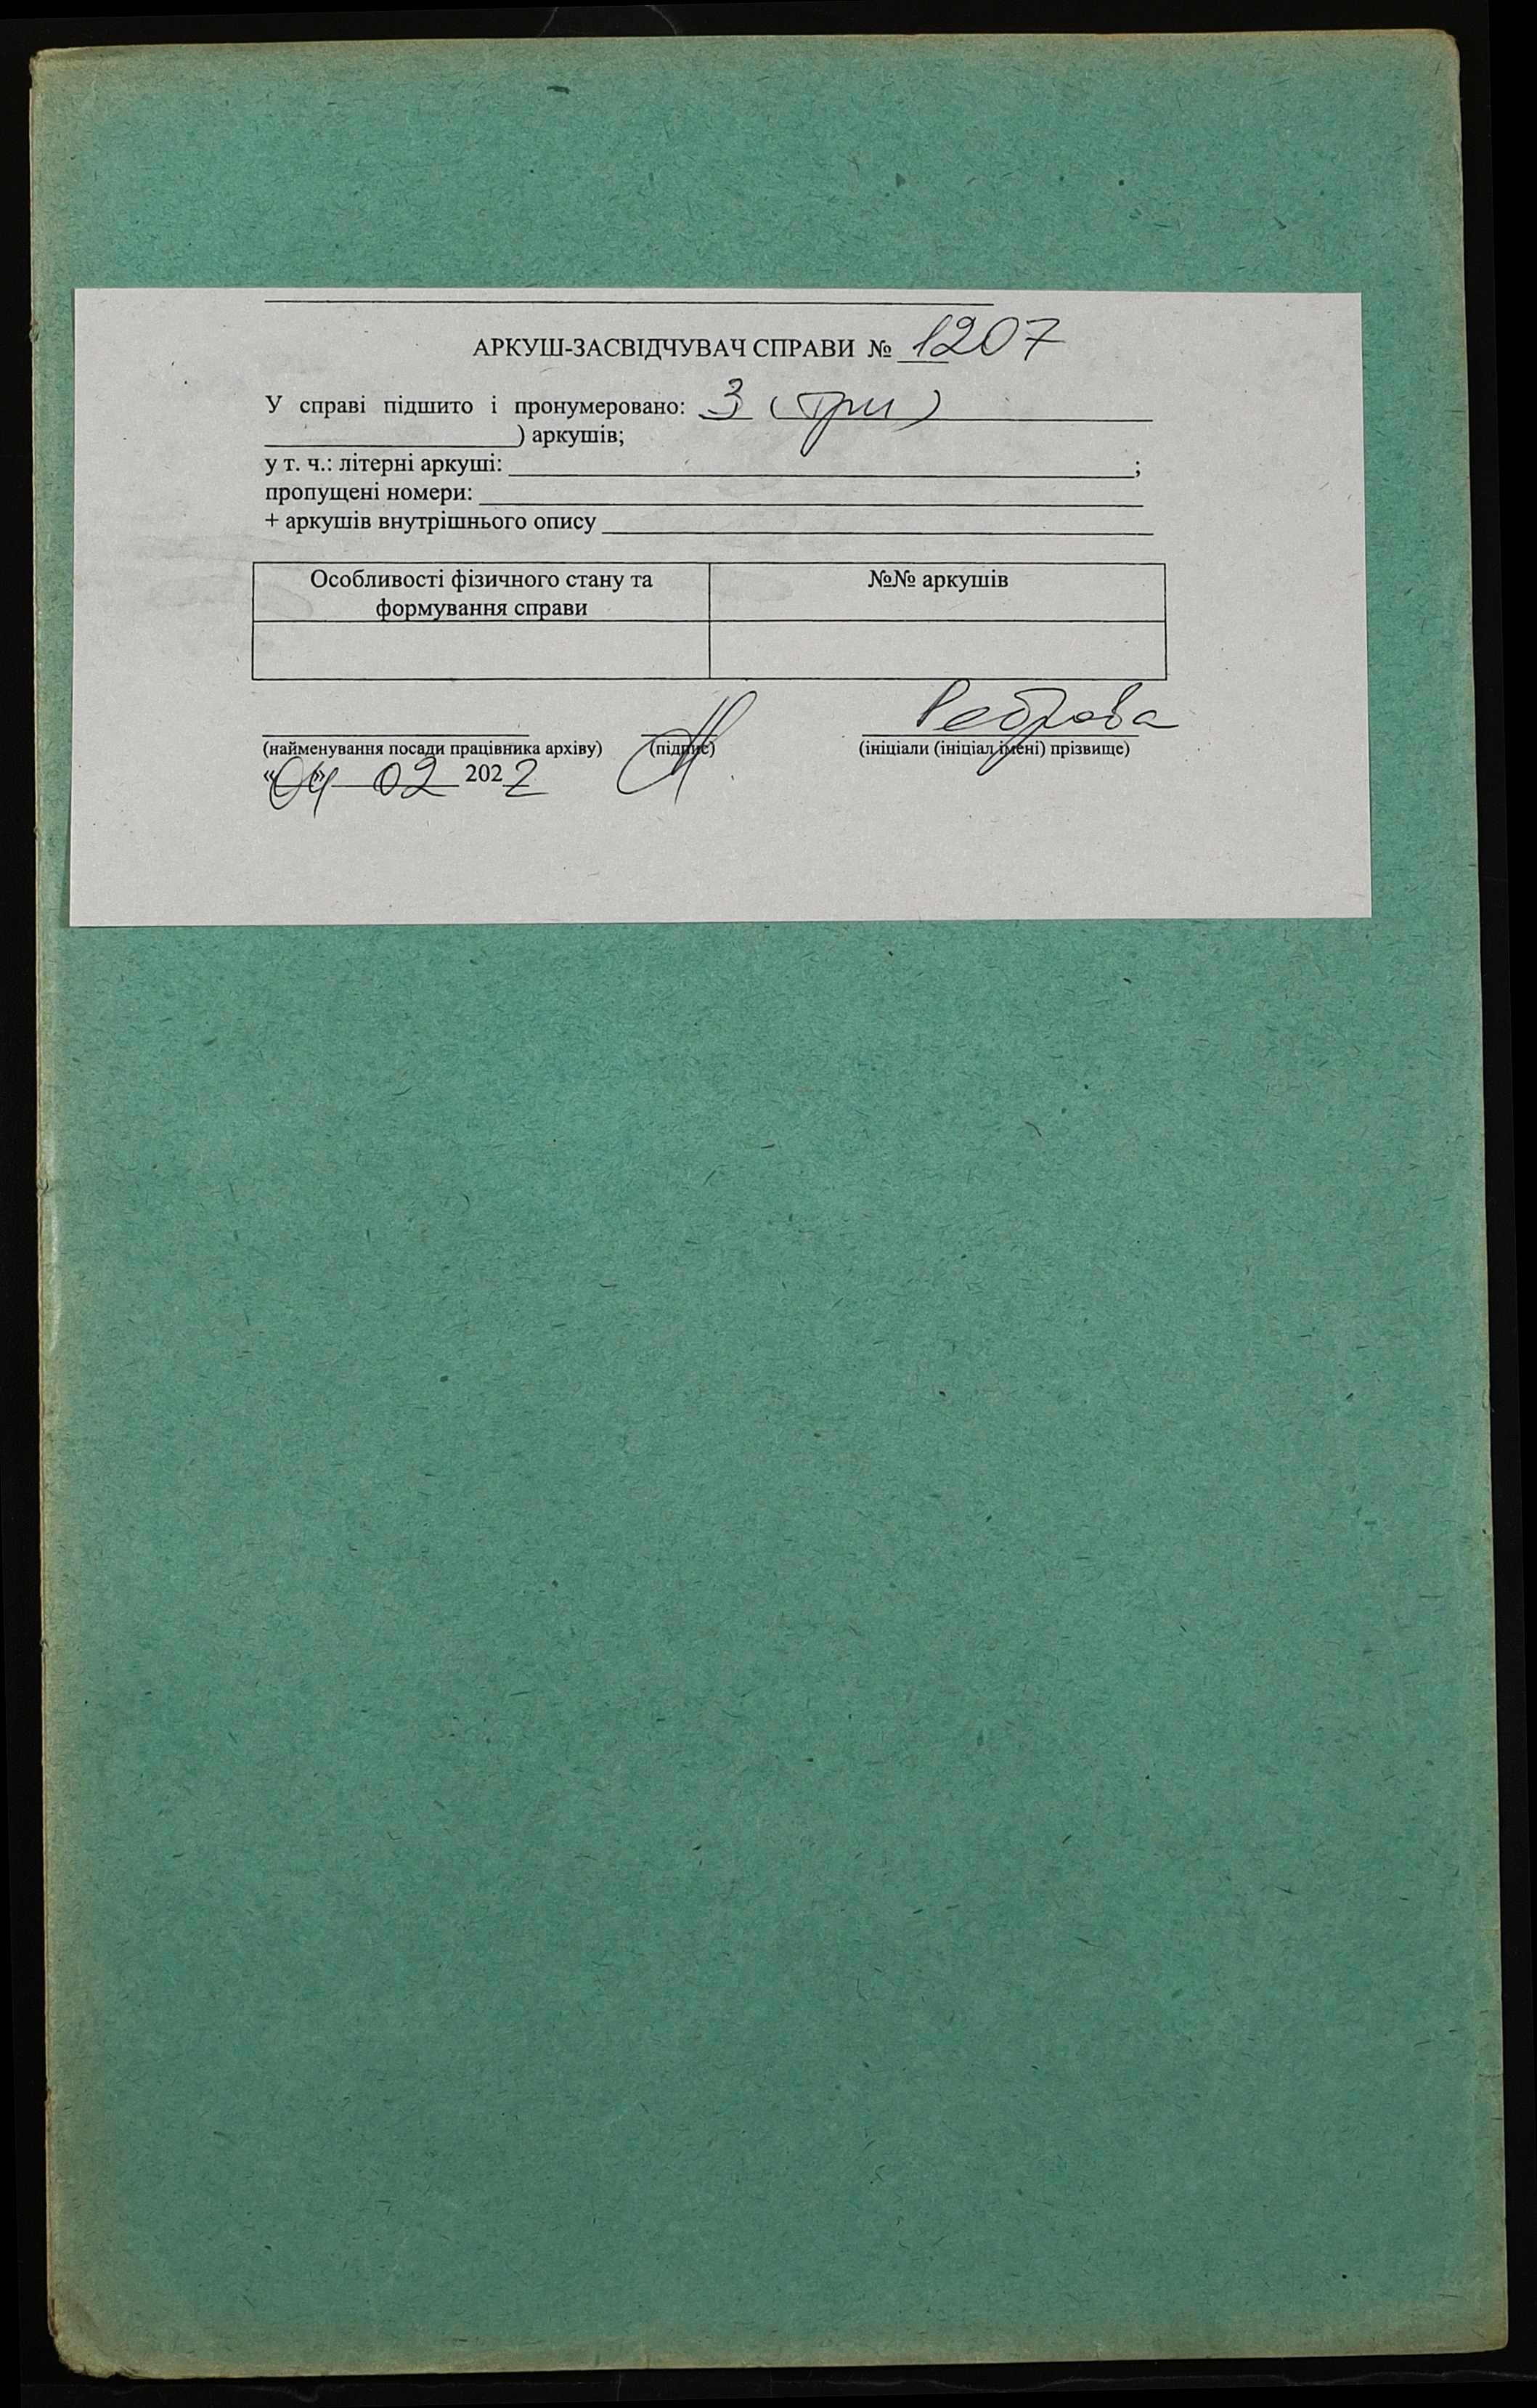 АРКУШ-ЗАСВІДЧУВАЧ СПРАВИ № 1207
У справі підшито і пронумеровано: 3 (три)
) аркушів;
у т. ч.: літерні аркуші: ;
пропущені номери:
+ аркушів внутрішнього опису
Особливості фізичного стану та №№ аркушів
формування справи
Реброва
(найменування посади працівника архіву) (підпис) (ініціали (ініціал імені) прізвище)
«04» 02 2022